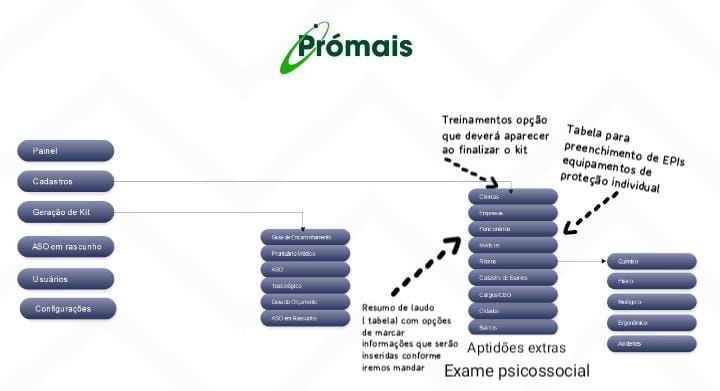 Prómais
Treinamentos opção
que deverá aparecer
ao finalizar o kit
Tabela para
preenchimento de EPIs
equipamentos de
proteção individual
Painel
Cadastros
Geração de Kit
ASO em rascunho
Usuários
Configurações
Guia de Encaminhamento
Prontuário Médico
ASO
Toxicológico
Guia do Orçamento
ASO em Rascunho
Clínicas
Empresas
Funcionários
Médicos
Riscos
Cadastro de Exames
Cargos/CBO
Cidades
Bairros
Químico
Físico
Biológico
Ergonômico
Acidentes
Resumo de laudo
( tabela) com opções
de marcar
informações que serão
inseridas conforme
iremos mandar
Aptidões extras
Exame psicossocial